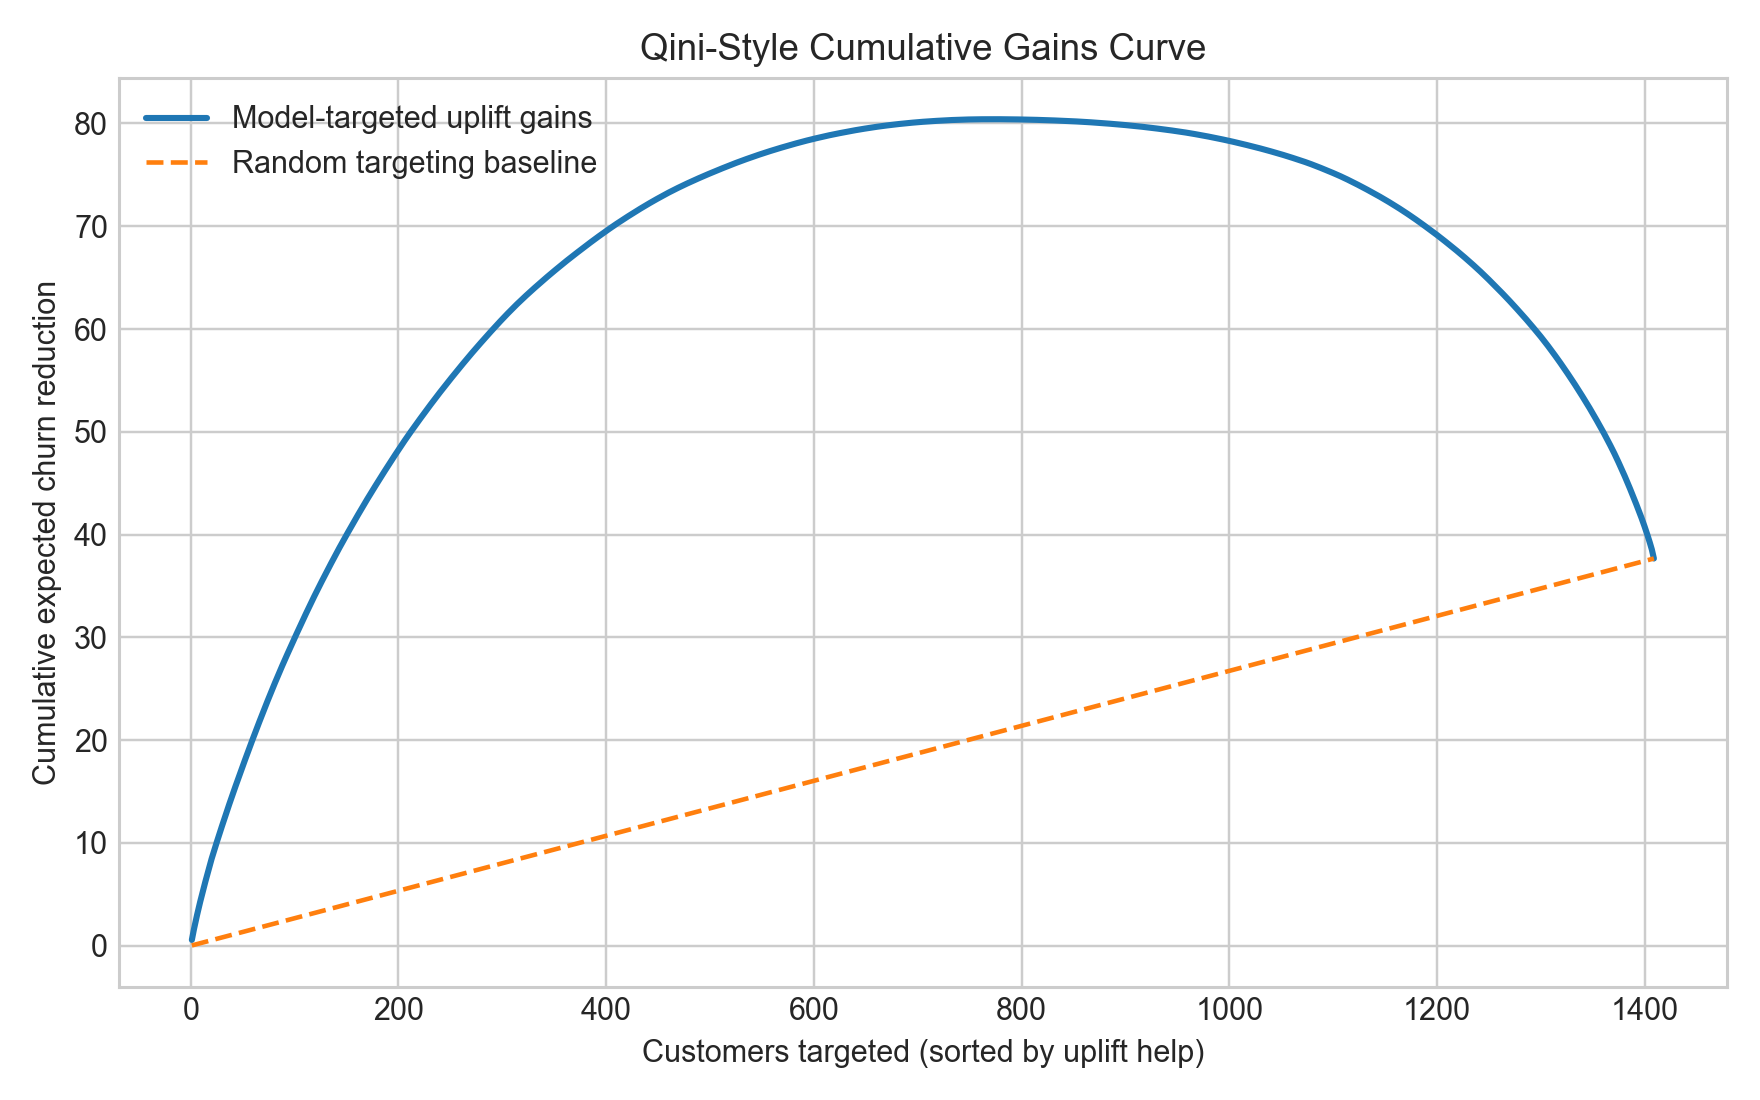 Qini-Style Cumulative Gains Curve
Model-targeted uplift gains
Random targeting baseline
Cumulative expected churn reduction
80
70
60
50
40
30
20
10
0
0 200 400 600 800 1000 1200 1400
Customers targeted (sorted by uplift help)